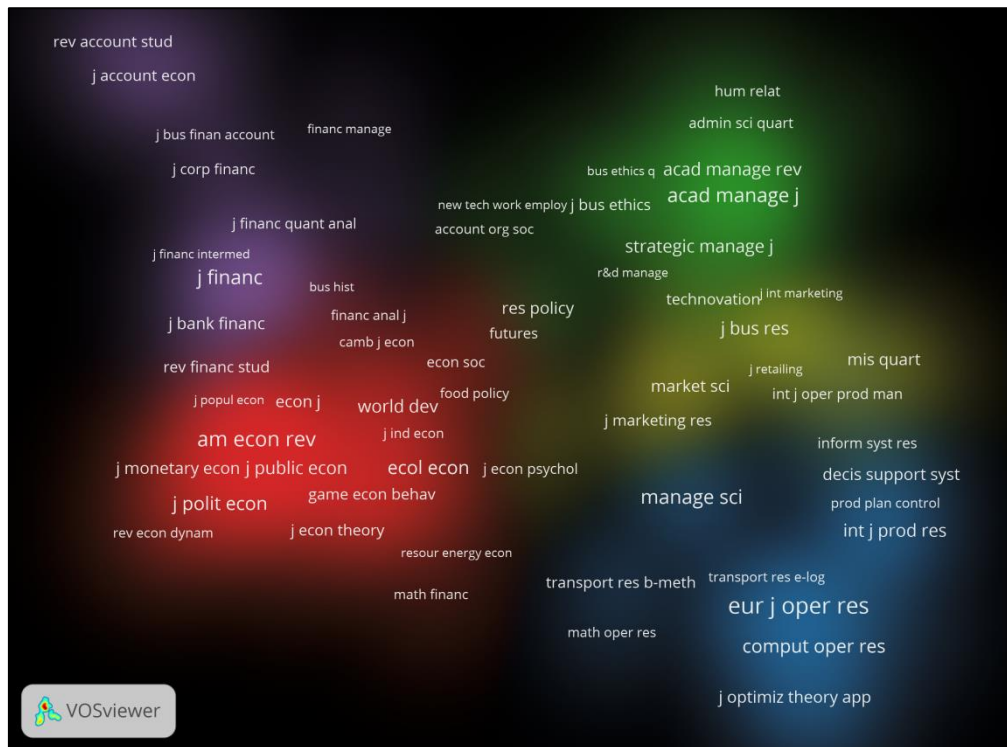 rev account stud
j account econ
hum relat
j bus finan account
financ manage
admin sci quart
j corp financ
bus ethics q
acad manage rev
acad manage j
new tech work employ
j bus ethics
j financ quant anal
account org soc
strategic manage j
j financ intermed
j financ
r&d manage
bus hist
technovation
j int marketing
res policy
j bank financ
financ anal j
j bus res
futures
camb j econ
rev financ stud
econ soc
mis quart
j retailing
market sci
food policy
int j oper prod man
j popul econ
econ j
world dev
j marketing res
am econ rev
j ind econ
inform syst res
j monetary econ
j public econ
ecol econ
j econ psychol
decis support syst
game econ behav
manage sci
j polit econ
prod plan control
rev econ dynam
j econ theory
int j prod res
resour energy econ
transport res b-meth
transport res e-log
math financ
eur j oper res
math oper res
comput oper res
j optimiz theory app
VOSviewer